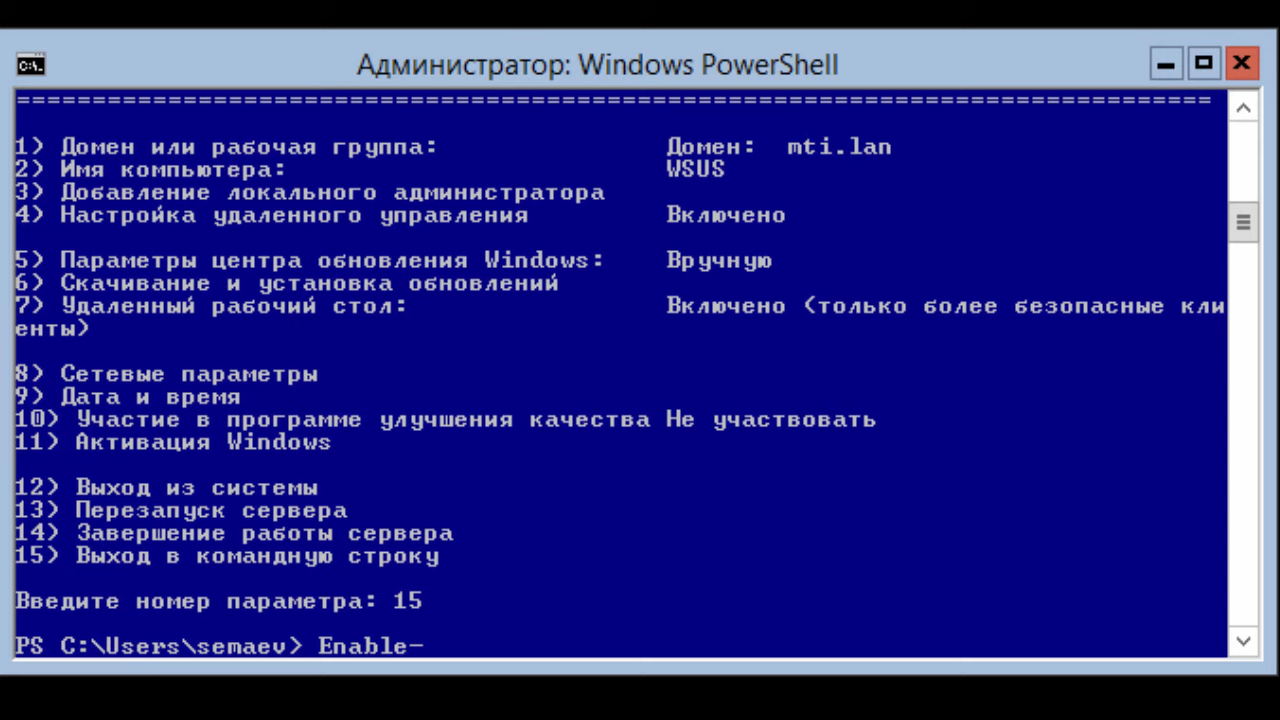 Администратор: Windows PowerShell
===============================================================================
1) Домен или рабочая группа: Домен: mti.lan
2) Имя компьютера: WSUS
3) Добавление локального администратора
4) Настройка удаленного управления Включено
5) Параметры центра обновления Windows: Вручную
6) Скачивание и установка обновлений
7) Удаленный рабочий стол: Включено (только более безопасные кли
енты)
8) Сетевые параметры
9) Дата и время
10) Участие в программе улучшения качества Не участвовать
11) Активация Windows
12) Выход из системы
13) Перезапуск сервера
14) Завершение работы сервера
15) Выход в командную строку
Введите номер параметра: 15
PS C:\Users\semaev> Enable-